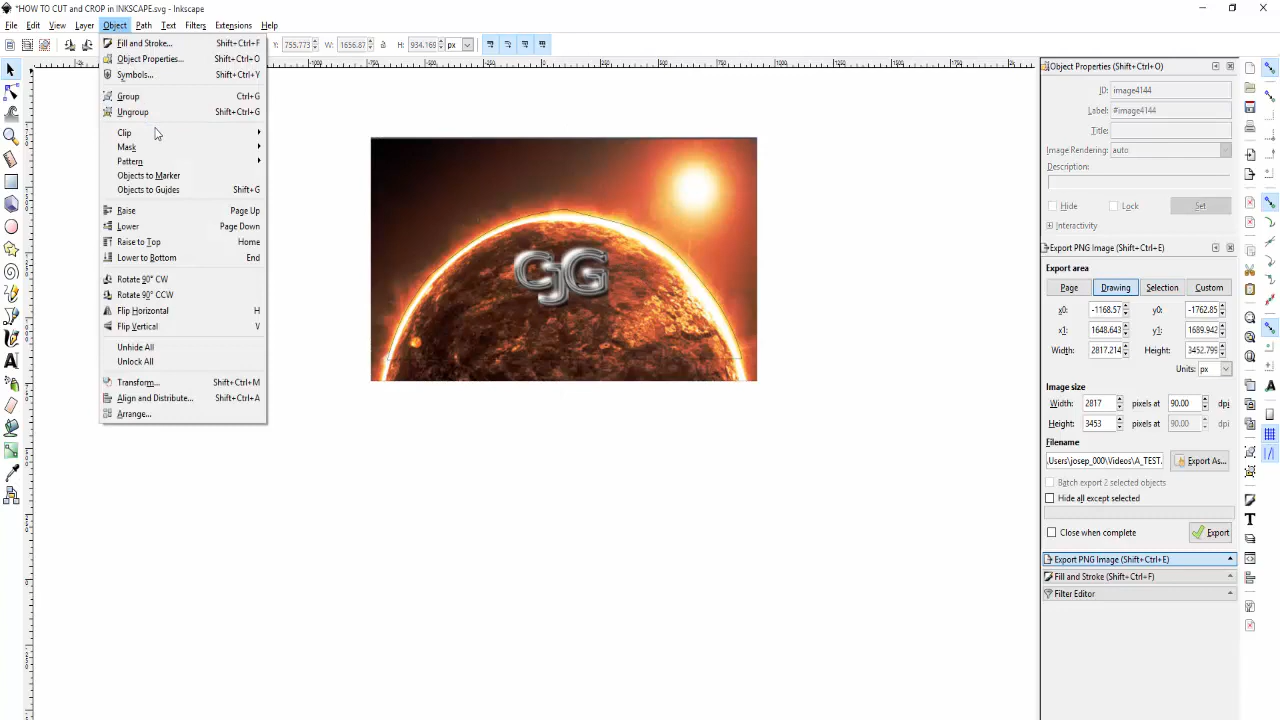 *HOW TO CUT and CROP in INKSCAPE.svg - Inkscape
File Edit View Layer Object Path Text Filters Extensions Help
755.773 W: 1656.87 H: 934.169 px
Fill and Stroke... Shift+Ctrl+F
Object Properties... Shift+Ctrl+O
Symbols... Shift+Ctrl+Y
Group Ctrl+G
Ungroup Shift+Ctrl+G
Clip
Mask
Pattern
Objects to Marker
Objects to Guides Shift+G
Raise Page Up
Lower Page Down
Raise to Top Home
Lower to Bottom End
Rotate 90° CW
Rotate 90° CCW
Flip Horizontal H
Flip Vertical V
Unhide All
Unlock All
Transform... Shift+Ctrl+M
Align and Distribute... Shift+Ctrl+A
Arrange...
GJG
Object Properties (Shift+Ctrl+O)
ID: image4144
Label: #image4144
Title:
Image Rendering: auto
Description:
Hide Lock Set
Interactivity
Export PNG Image (Shift+Ctrl+E)
Export area
Page Drawing Selection Custom
x0: -1168.57 y0: -1762.85
x1: 1648.643 y1: 1689.942
Width: 2817.214 Height: 3452.799
Units: px
Image size
Width: 2817 pixels at 90.00 dpi
Height: 3453 pixels at 90.00 dpi
Filename
\Users\josep_000\Videos\A_TEST. Export As...
Batch export 2 selected objects
Hide all except selected
Close when complete Export
Export PNG Image (Shift+Ctrl+E)
Fill and Stroke (Shift+Ctrl+F)
Filter Editor